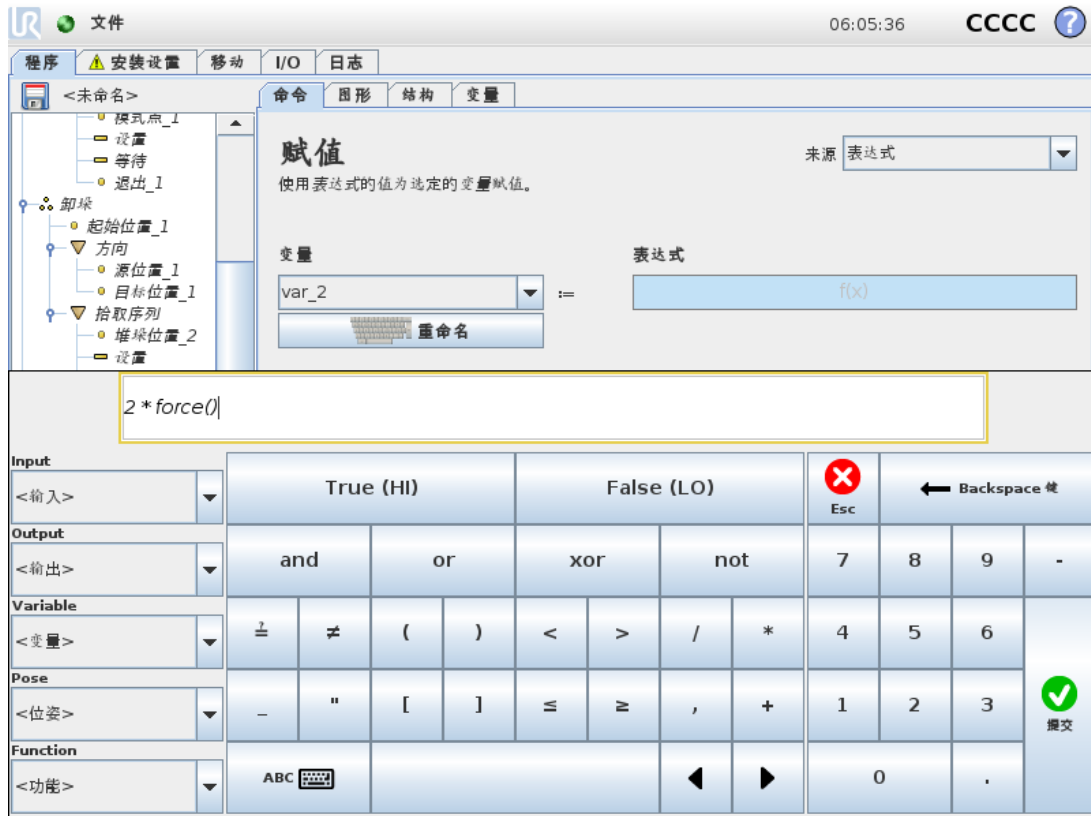 UR 文件 06:05:36 CCCC ?
程序 安装设置 移动 I/O 日志
<未命名> 命令 图形 结构 变量
模式点_1
设置
等待
退出_1
卸垛
起始位置_1
方向
源位置_1
目标位置_1
拾取序列
堆垛位置_2
设置
赋值
来源 表达式
使用表达式的值为选定的变量赋值。
变量 表达式
var_2 := f(x)
重命名
2 * force()
Input
<输入>
True (HI) False (LO) Esc Backspace 键
Output
<输出>
and or xor not 7 8 9 -
Variable
<变量>
≟ ≠ ( ) < > / * 4 5 6
Pose
<位姿>
_ " [ ] ≤ ≥ , + 1 2 3 提交
Function
<功能>
ABC 0 .